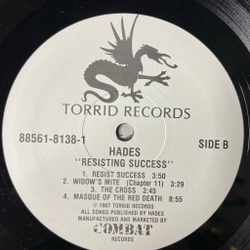 TORRID RECORDS
88561-8138-1
SIDE B
HADES
"RESISTING SUCCESS"
1. RESIST SUCCESS 3:50
2. WIDOW'S MITE (Chapter 11) 3:29
3. THE CROSS 3:45
4. MASQUE OF THE RED DEATH 4:55
℗ 1987 TORRID RECORDS
ALL SONGS PUBLISHED BY HADES
MANUFACTURED AND MARKETED BY
COMBAT
RECORDS